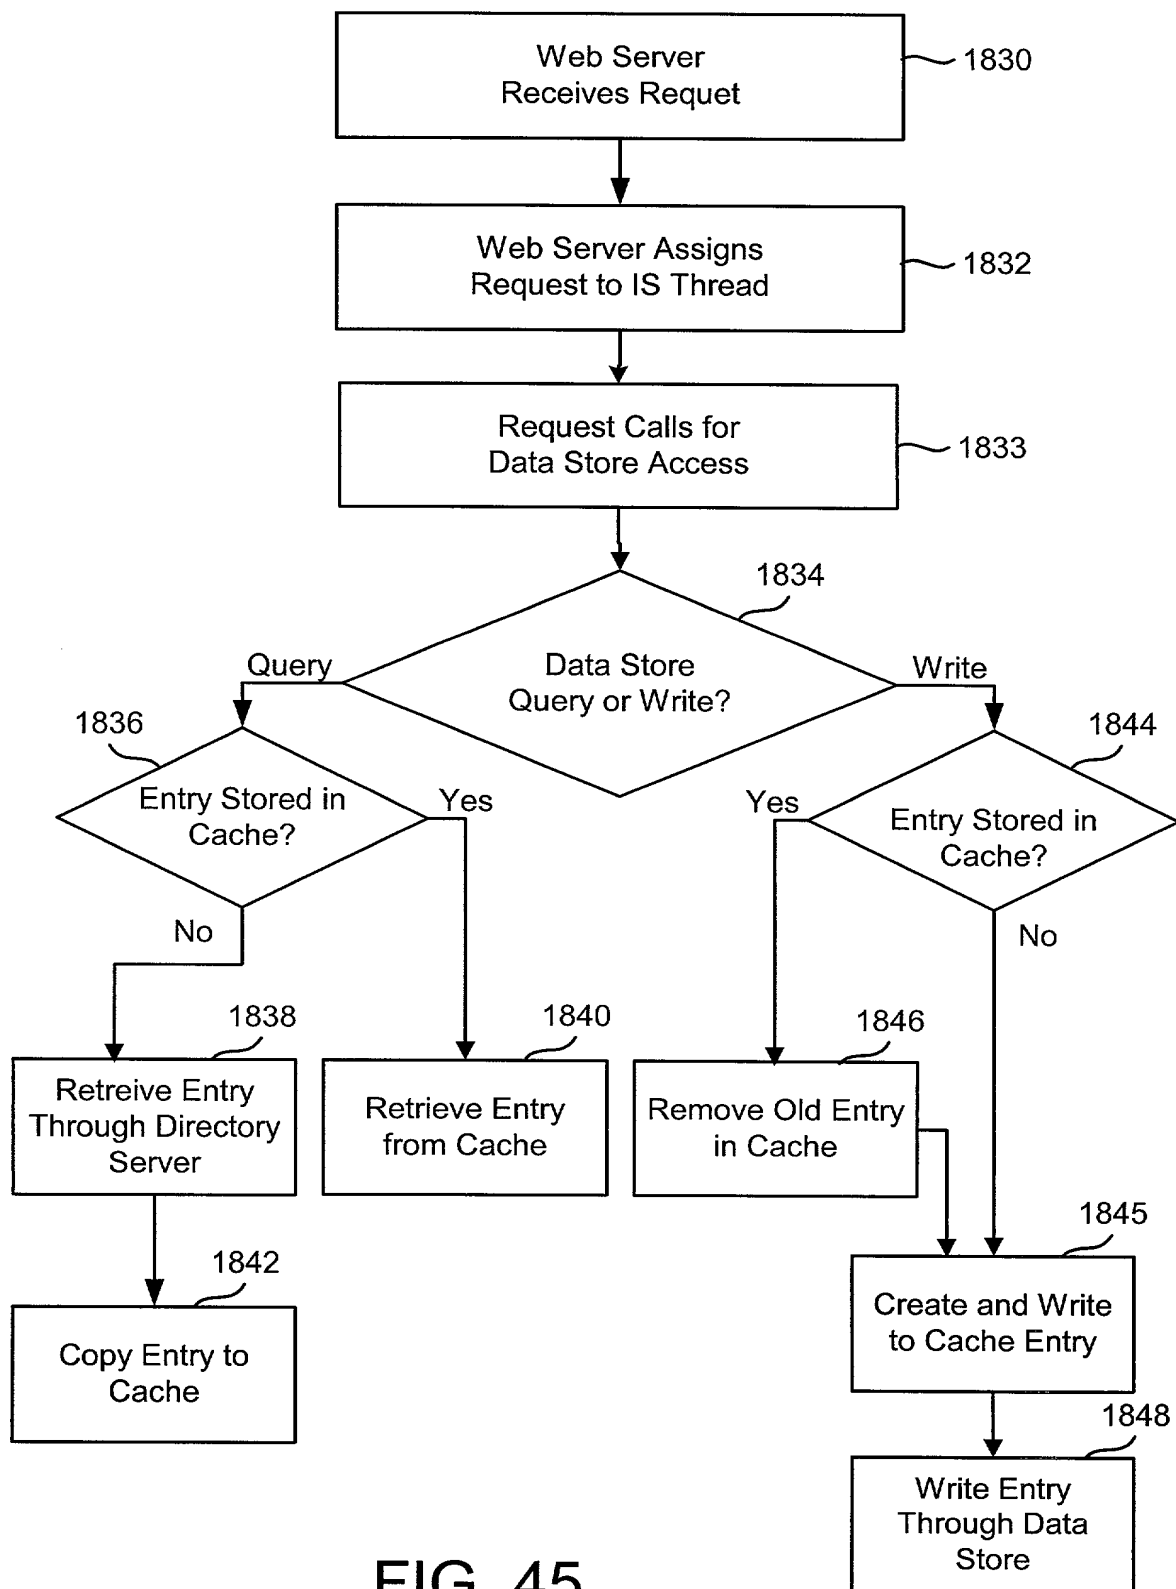 Web Server
Receives Requet
1830
Web Server Assigns
Request to IS Thread
1832
Request Calls for
Data Store Access
1833
1834
Data Store
Query or Write?
Query
Write
1836
Entry Stored in
Cache?
Yes
No
1844
Entry Stored in
Cache?
Yes
No
1838
Retreive Entry
Through Directory
Server
1840
Retrieve Entry
from Cache
1846
Remove Old Entry
in Cache
1842
Copy Entry to
Cache
1845
Create and Write
to Cache Entry
1848
Write Entry
Through Data
Store
FIG. 45